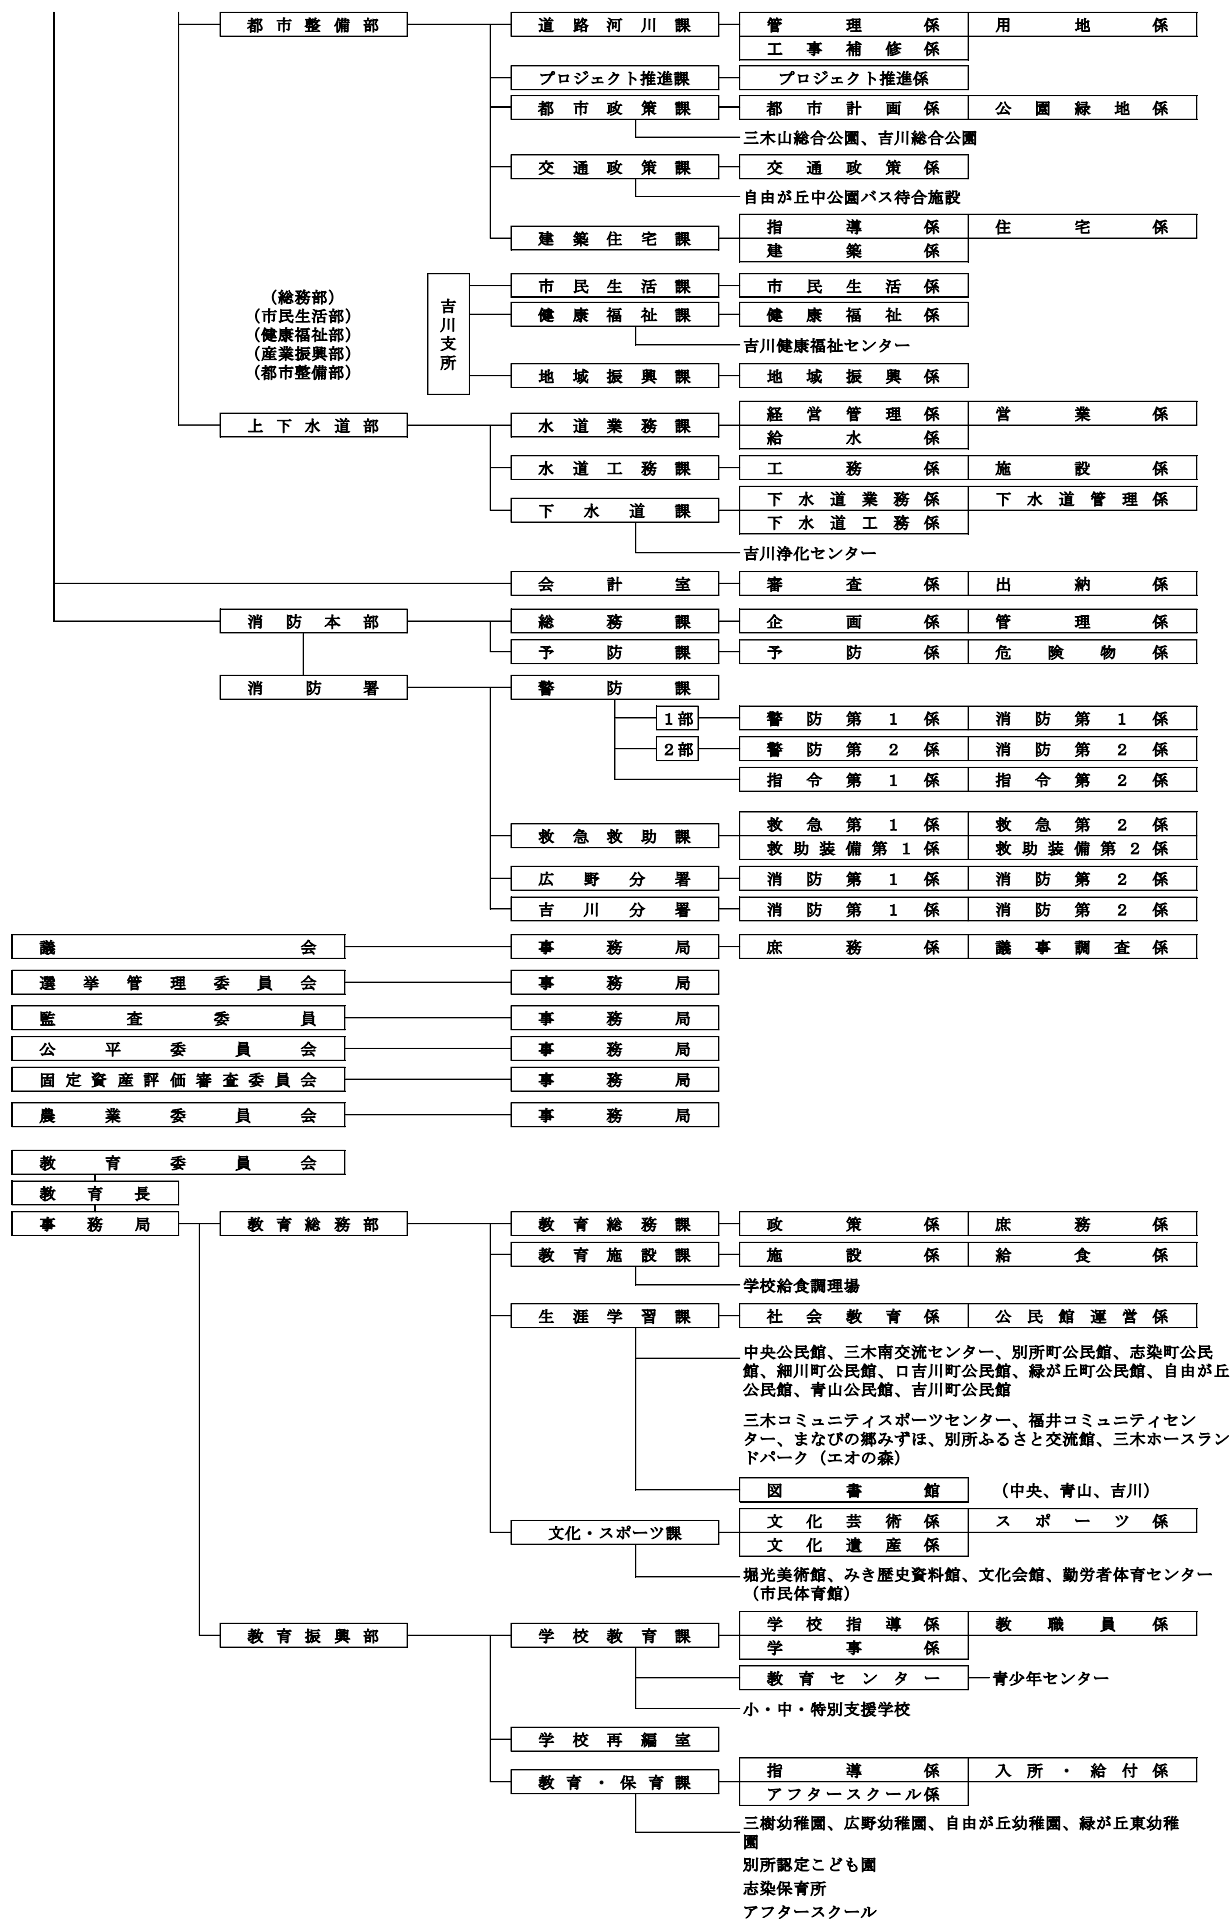 都市整備部 道路河川課 管理係 用地係
工事補修係
プロジェクト推進課 プロジェクト推進係
都市政策課 都市計画係 公園緑地係
三木山総合公園、吉川総合公園
交通政策課 交通政策係
自由が丘中公園バス待合施設
指導係 住宅係
建築住宅課
建築係
(総務部)
(市民生活部)
(健康福祉部)
(産業振興部)
(都市整備部)
吉川支所
市民生活課 市民生活係
健康福祉課 健康福祉係
吉川健康福祉センター
地域振興課 地域振興係
経営管理係 営業係
上下水道部 水道業務課
給水係
水道工務課 工務係 施設係
下水道業務係 下水道管理係
下水道課
下水道工務係
吉川浄化センター
会計室 審査係 出納係
消防本部 総務課 企画係 管理係
予防課 予防係 危険物係
消防署 警防課
1部 警防第1係 消防第1係
2部 警防第2係 消防第2係
指令第1係 指令第2係
救急第1係 救急第2係
救急救助課
救助装備第1係 救助装備第2係
広野分署 消防第1係 消防第2係
吉川分署 消防第1係 消防第2係
議会 事務局 庶務係 議事調査係
選挙管理委員会 事務局
監査委員 事務局
公平委員会 事務局
固定資産評価審査委員会 事務局
農業委員会 事務局
教育委員会
教育長
事務局 教育総務部 教育総務課 政策係 庶務係
教育施設課 施設係 給食係
学校給食調理場
生涯学習課 社会教育係 公民館運営係
中央公民館、三木南交流センター、別所町公民館、志染町公民
館、細川町公民館、口吉川町公民館、緑が丘町公民館、自由が丘
公民館、青山公民館、吉川町公民館
三木コミュニティスポーツセンター、福井コミュニティセン
ター、まなびの郷みずほ、別所ふるさと交流館、三木ホースラン
ドパーク（エオの森）
図書館 （中央、青山、吉川）
文化芸術係 スポーツ係
文化・スポーツ課
文化遺産係
堀光美術館、みき歴史資料館、文化会館、勤労者体育センター
（市民体育館）
学校指導係 教職員係
教育振興部 学校教育課
学事係
教育センター 青少年センター
小・中・特別支援学校
学校再編室
指導係 入所・給付係
教育・保育課
アフタースクール係
三樹幼稚園、広野幼稚園、自由が丘幼稚園、緑が丘東幼稚
園
別所認定こども園
志染保育所
アフタースクール